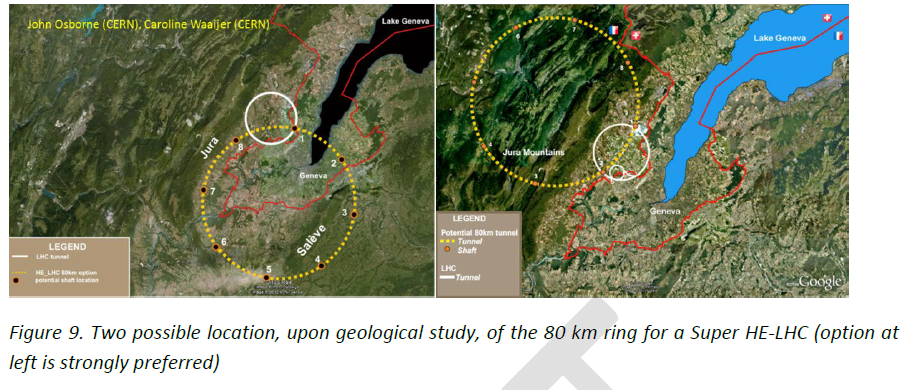 John Osborne (CERN), Caroline Waaijer (CERN)
Lake Geneva
Jura
8
1
2
Geneva
7
3
Salève
6
5
4
LEGEND
LHC tunnel
HE_LHC 80km option
potential shaft location
Lake Geneva
Jura Mountains
Geneva
LEGEND
Potential 80km tunnel
Tunnel
Shaft
LHC
Tunnel
Google
Figure 9. Two possible location, upon geological study, of the 80 km ring for a Super HE-LHC (option at
left is strongly preferred)